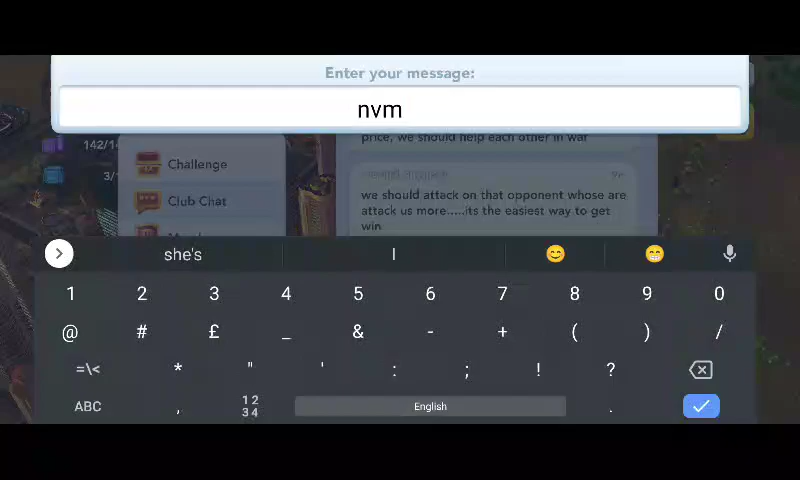 Enter your message:
nvm
142/14
price, we should help each other in war
3/1
Challenge
Club Chat
we should attack on that opponent whose are
attack us more.....its the easiest way to get
win
she's I 😊 😁
1 2 3 4 5 6 7 8 9 0
@ # £ _ & - + ( ) /
=\< * " ' : ; ! ?
ABC , 1 2 3 4 English .